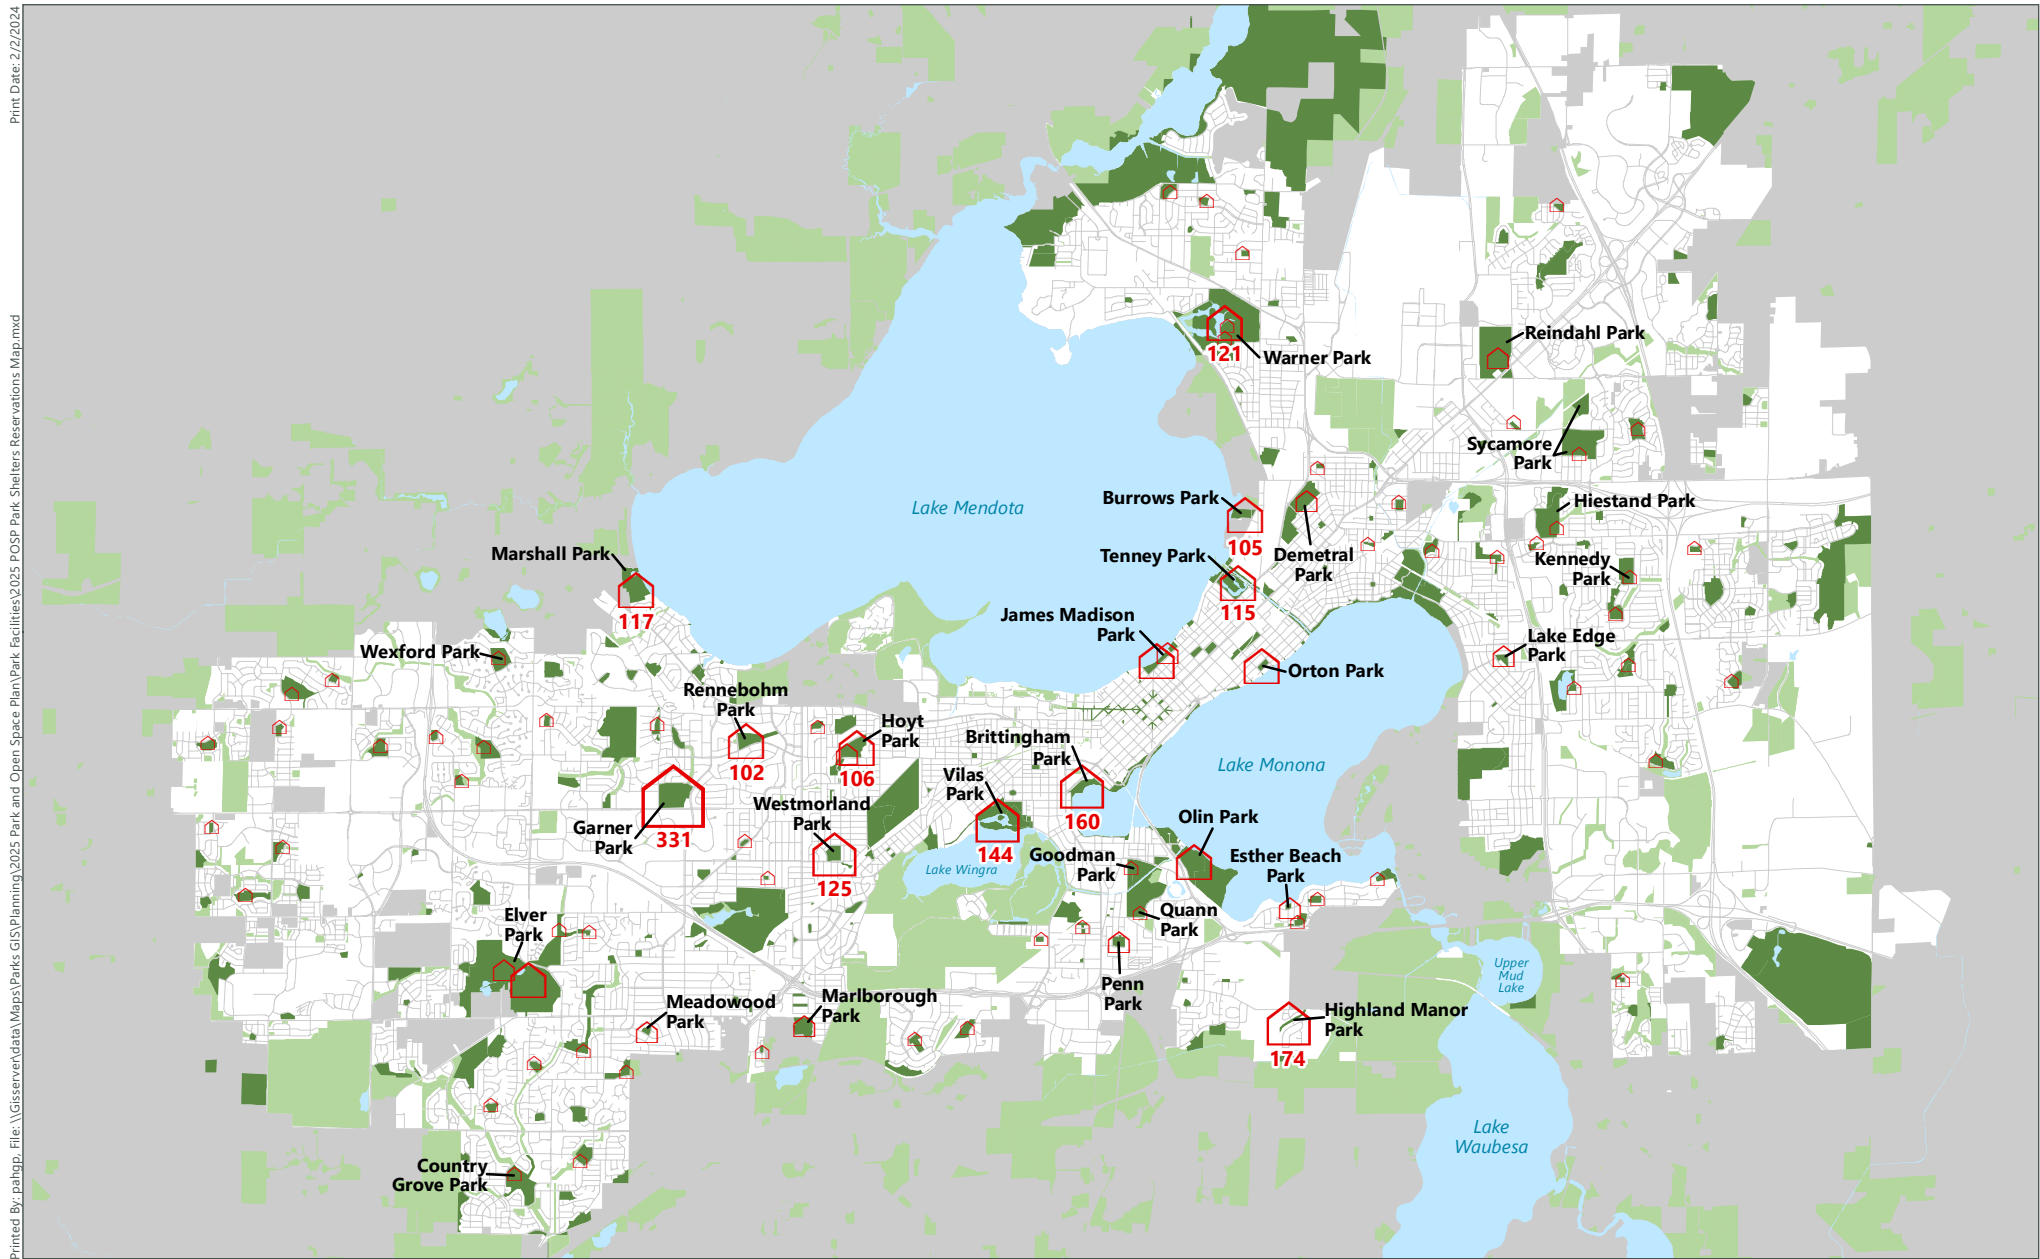 Print Date: 2/2/2024
Printed By: pahgp, File: \\Gisserver\data\Maps\Parks GIS\Planning\2025 Park and Open Space Plan\Park Facilities\2025 POSP Park Shelters Reservations Map.mxd
Reindahl Park
121
Warner Park
Sycamore
Park
Lake Mendota
Burrows Park
105
Hiestand Park
Marshall Park
117
Tenney Park
115
Demetral
Park
Kennedy
Park
James Madison
Park
Lake Edge
Park
Wexford Park
Orton Park
Rennebohm
Park
102
Hoyt
Park
106
Brittingham
Park
160
Lake Monona
Vilas
Park
144
Westmorland
Park
125
Garner
Park
331
Olin Park
Goodman
Park
Esther Beach
Park
Lake Wingra
Quann
Park
Elver
Park
Penn
Park
Upper
Mud
Lake
Meadowood
Park
Marlborough
Park
Highland Manor
Park
174
Lake
Waubesa
Country
Grove Park